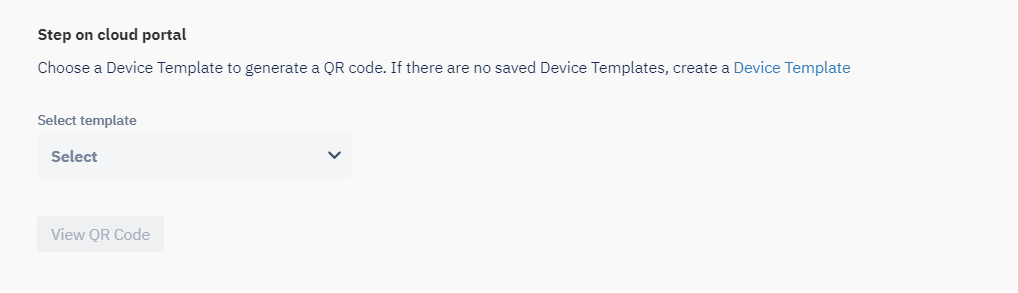 Step on cloud portal
Choose a Device Template to generate a QR code. If there are no saved Device Templates, create a Device Template
Select template
Select
View QR Code